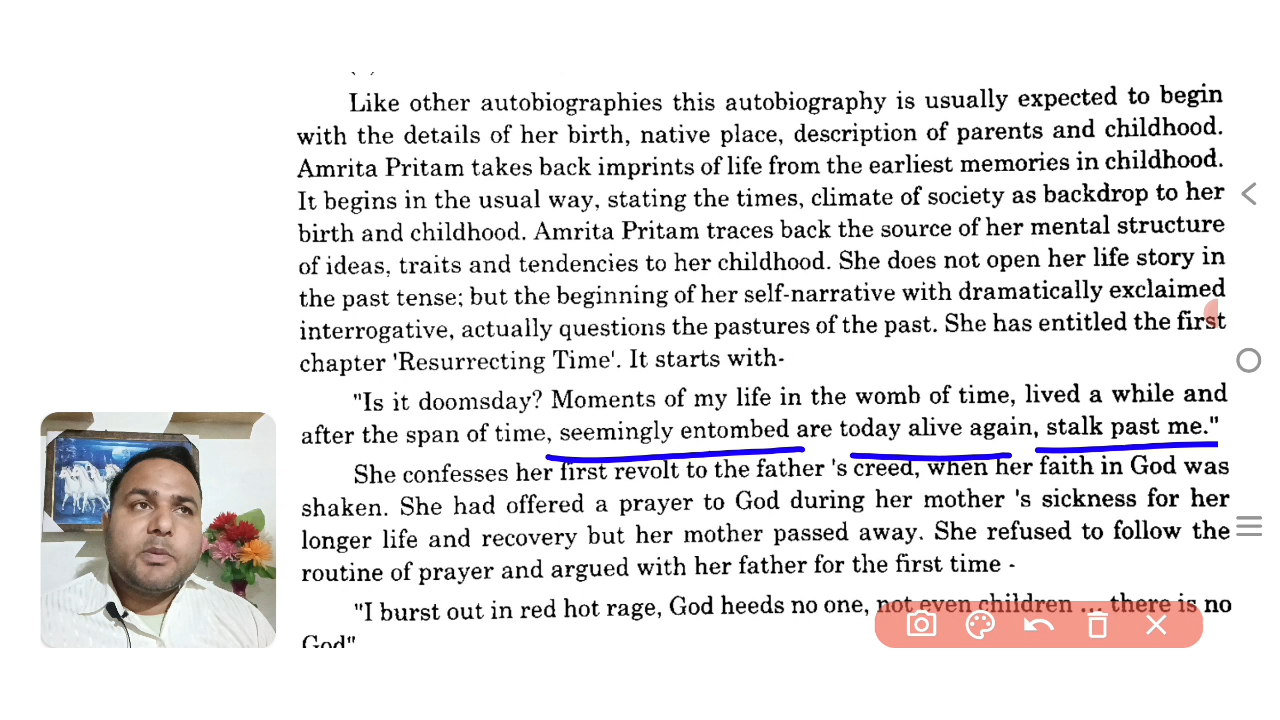 Like other autobiographies this autobiography is usually expected to begin
with the details of her birth, native place, description of parents and childhood.
Amrita Pritam takes back imprints of life from the earliest memories in childhood.
It begins in the usual way, stating the times, climate of society as backdrop to her
birth and childhood. Amrita Pritam traces back the source of her mental structure
of ideas, traits and tendencies to her childhood. She does not open her life story in
the past tense; but the beginning of her self-narrative with dramatically exclaimed
interrogative, actually questions the pastures of the past. She has entitled the first
chapter 'Resurrecting Time'. It starts with-
"Is it doomsday? Moments of my life in the womb of time, lived a while and
after the span of time, seemingly entombed are today alive again, stalk past me."
She confesses her first revolt to the father 's creed, when her faith in God was
shaken. She had offered a prayer to God during her mother 's sickness for her
longer life and recovery but her mother passed away. She refused to follow the
routine of prayer and argued with her father for the first time -
"I burst out in red hot rage, God heeds no one, not even children ... there is no
God"